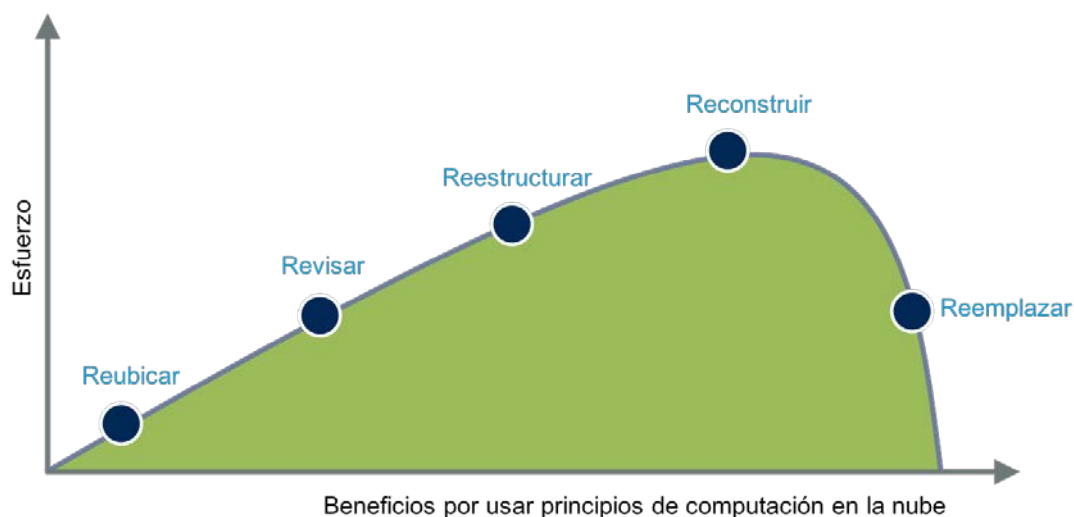 Reconstruir
Reestructurar
Revisar
Reemplazar
Reubicar
Esfuerzo
Beneficios por usar principios de computación en la nube